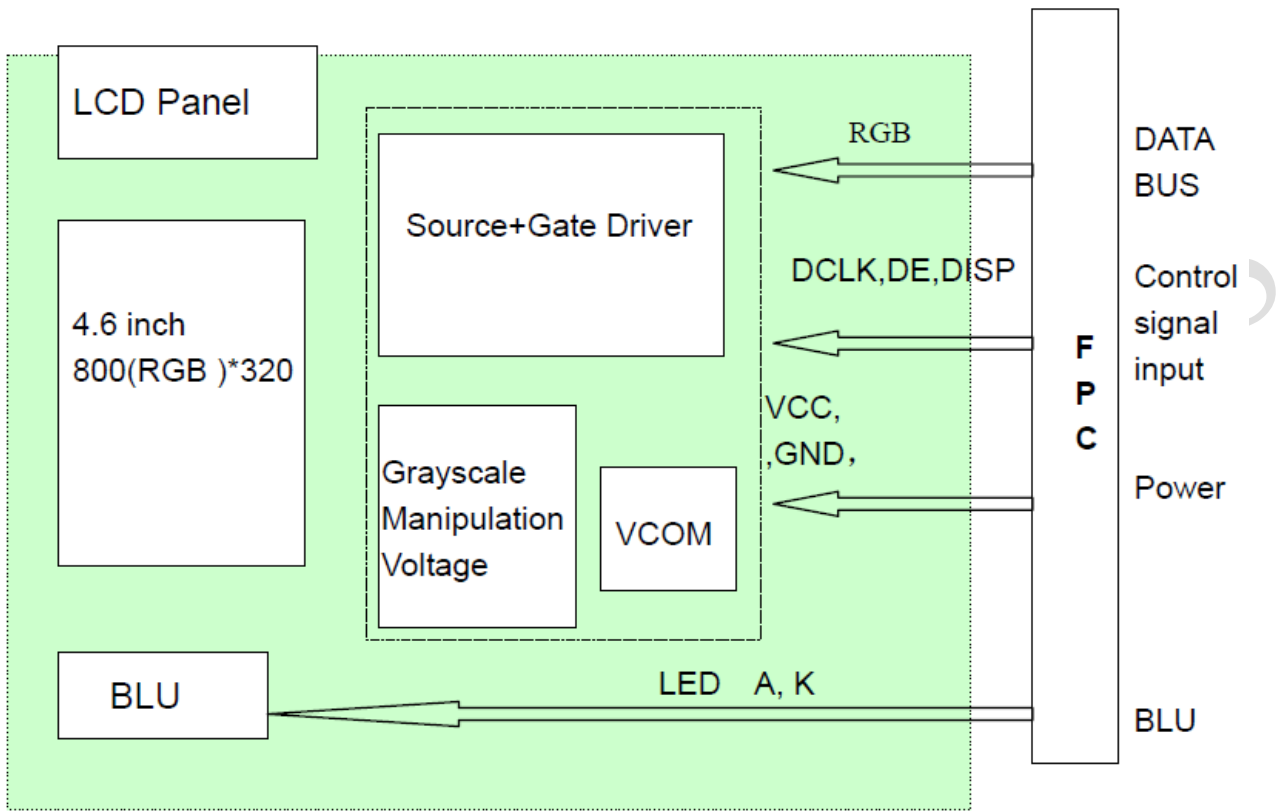 LCD Panel
4.6 inch
800(RGB )*320
BLU
Source+Gate Driver
Grayscale
Manipulation
Voltage
VCOM
RGB
DCLK,DE,DISP
VCC,
,GND，
LED A, K
F
P
C
DATA
BUS
Control
signal
input
Power
BLU